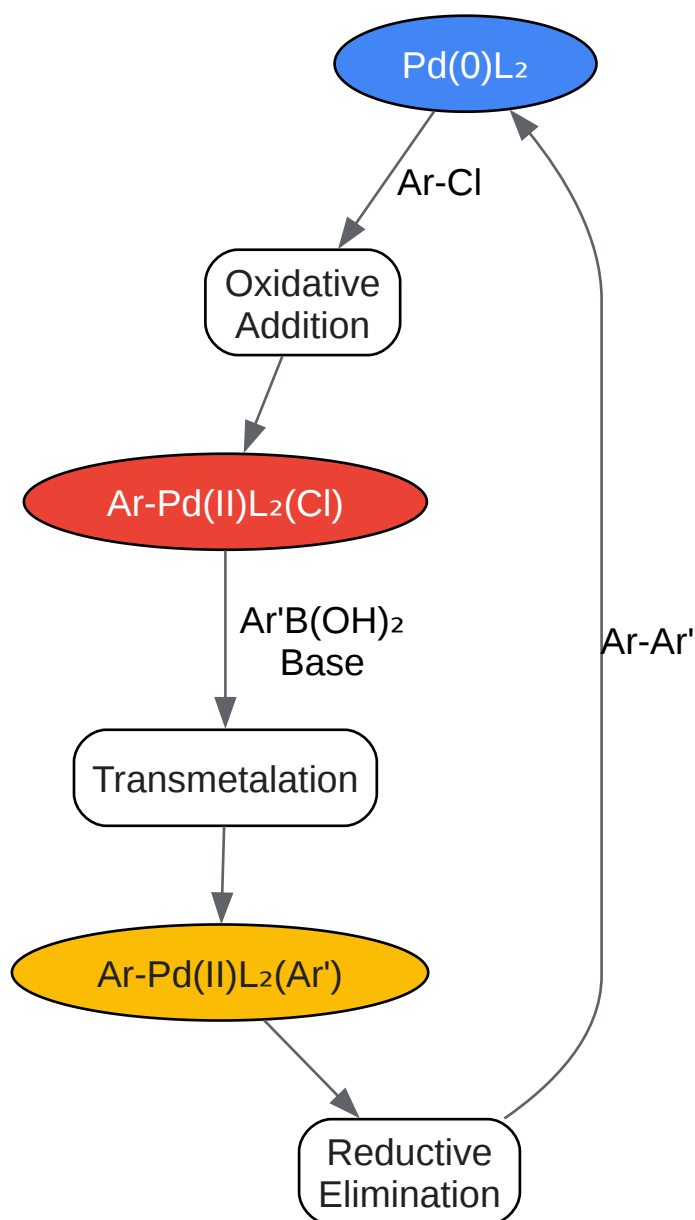 Pd(0)L₂
Ar-Cl
Oxidative
Addition
Ar-Pd(II)L₂(Cl)
Ar'B(OH)₂
Base
Ar-Ar'
Transmetalation
Ar-Pd(II)L₂(Ar')
Reductive
Elimination